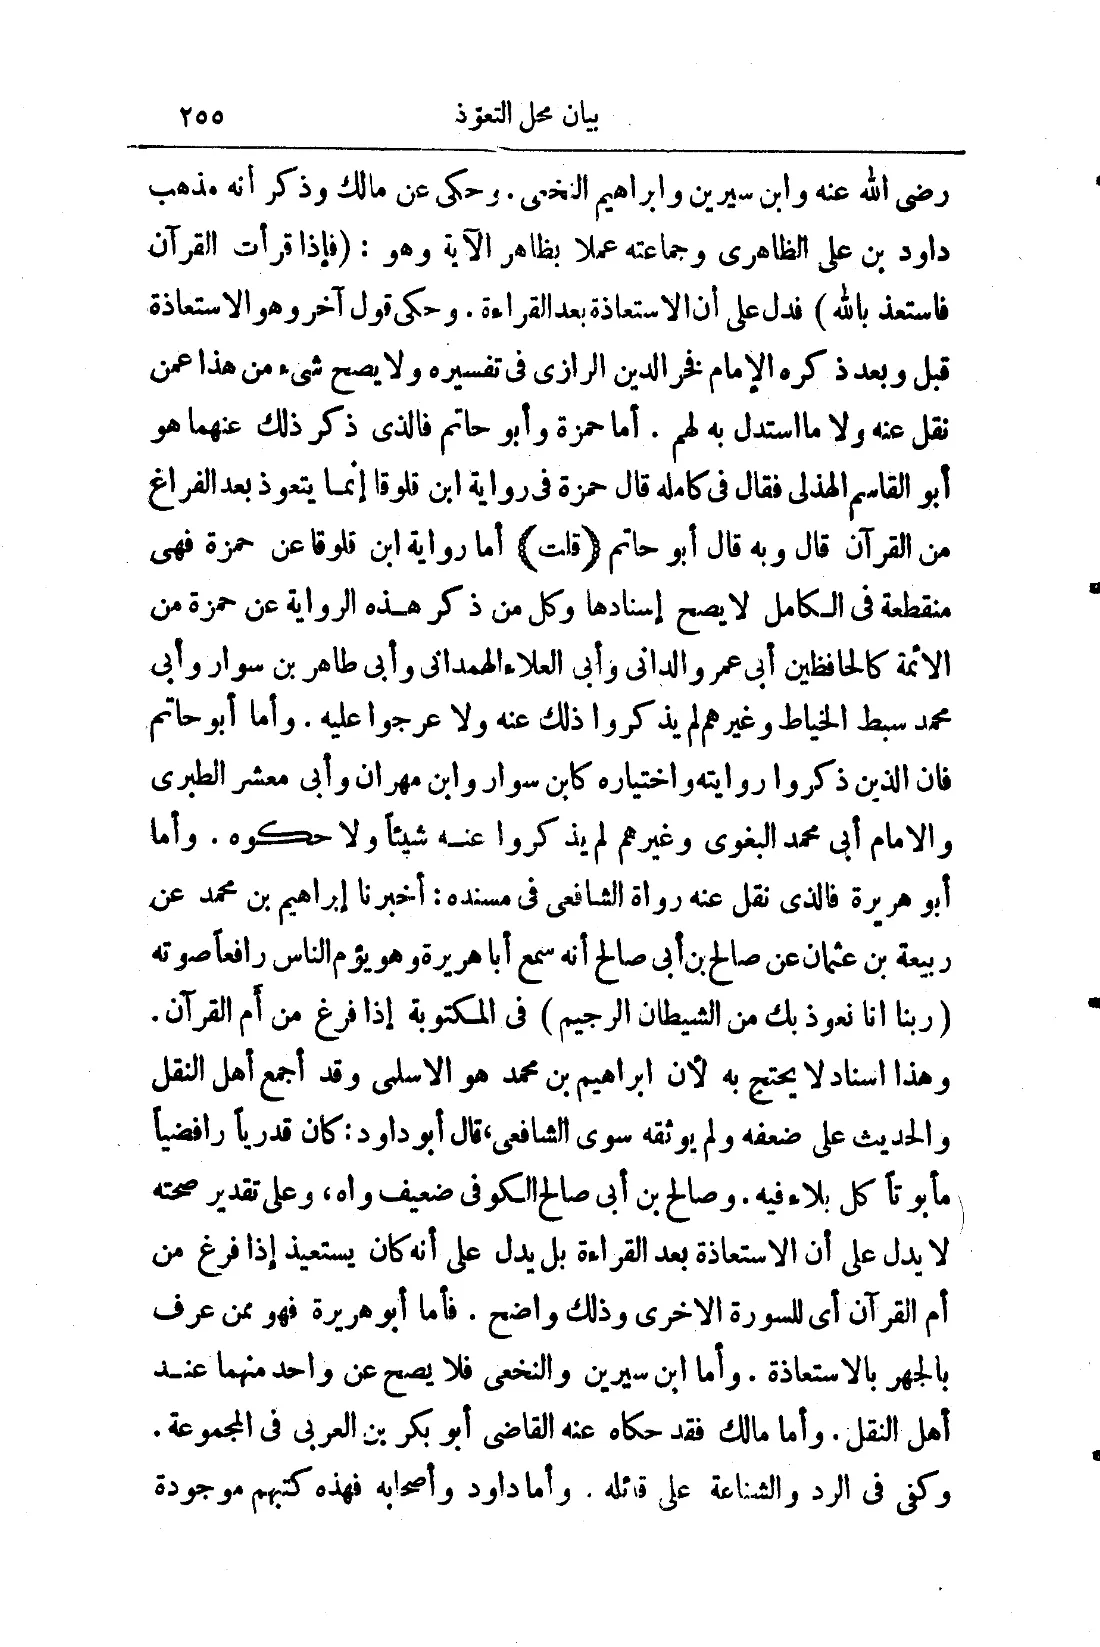 بيان محل التعوّذ ٢٥٥
رضى الله عنه وابن سيرين وابراهيم النخعى . وحكى عن مالك وذكر أنه مذهب
داود بن على الظاهرى وجماعته عملا بظاهر الآية وهو : (فإذا قرأت القرآن
فاستعذ بالله ) فدل على أن الاستعاذة بعد القراءة . وحكى قول آخر وهو الاستعاذة
قبل وبعد ذكره الإمام فخر الدين الرازى فى تفسيره ولا يصح شىء من هذا عمن
نقل عنه ولا ما استدل به لهم . أما حمزة وأبو حاتم فالذى ذكر ذلك عنهما هو
أبو القاسم الهذلى فقال فى كامله قال حمزة فى رواية ابن قلوقا إنما يتعوذ بعد الفراغ
من القرآن قال وبه قال أبو حاتم (قلت) أما رواية ابن قلوقا عن حمزة فهى
منقطعة فى الكامل لا يصح إسنادها وكل من ذكر هذه الرواية عن حمزة من
الائمة كالحافظين أبى عمرو الدانى وأبى العلاء الهمدانى وأبى طاهر بن سوار وأبى
محمد سبط الخياط وغيرهم لم يذكروا ذلك عنه ولا عرجوا عليه . وأما أبو حاتم
فان الذين ذكروا روايته واختياره كابن سوار وابن مهران وأبى معشر الطبرى
والامام أبى محمد البغوى وغيرهم لم يذكروا عنه شيئاً ولا حكوه . وأما
أبو هريرة فالذى نقل عنه رواة الشافعى فى مسنده : أخبرنا إبراهيم بن محمد عن
ربيعة بن عثمان عن صالح بن أبى صالح أنه سمع أبا هريرة وهو يؤم الناس رافعاً صوته
( ربنا انا نعوذ بك من الشيطان الرجيم ) فى المكتوبة إذا فرغ من أم القرآن .
وهذا اسناد لا يحتج به لأن ابراهيم بن محمد هو الاسلمى وقد أجمع أهل النقل
والحديث على ضعفه ولم يوثقه سوى الشافعى، قال أبو داود : كان قدرياً رافضياً
مأبوناً كل بلاء فيه . وصالح بن أبى صالح الكوفى ضعيف واه، وعلى تقدير صحته
لا يدل على أن الاستعاذة بعد القراءة بل يدل على أنه كان يستعيذ إذا فرغ من
أم القرآن أى للسورة الاخرى وذلك واضح . فأما أبو هريرة فهو ممن عرف
بالجهر بالاستعاذة . وأما ابن سيرين والنخعى فلا يصح عن واحد منهما عند
أهل النقل . وأما مالك فقد حكاه عنه القاضى أبو بكر بن العربى فى المجموعة .
وكفى فى الرد والشناعة على قائله . وأما داود وأصحابه فهذه كتبهم موجودة